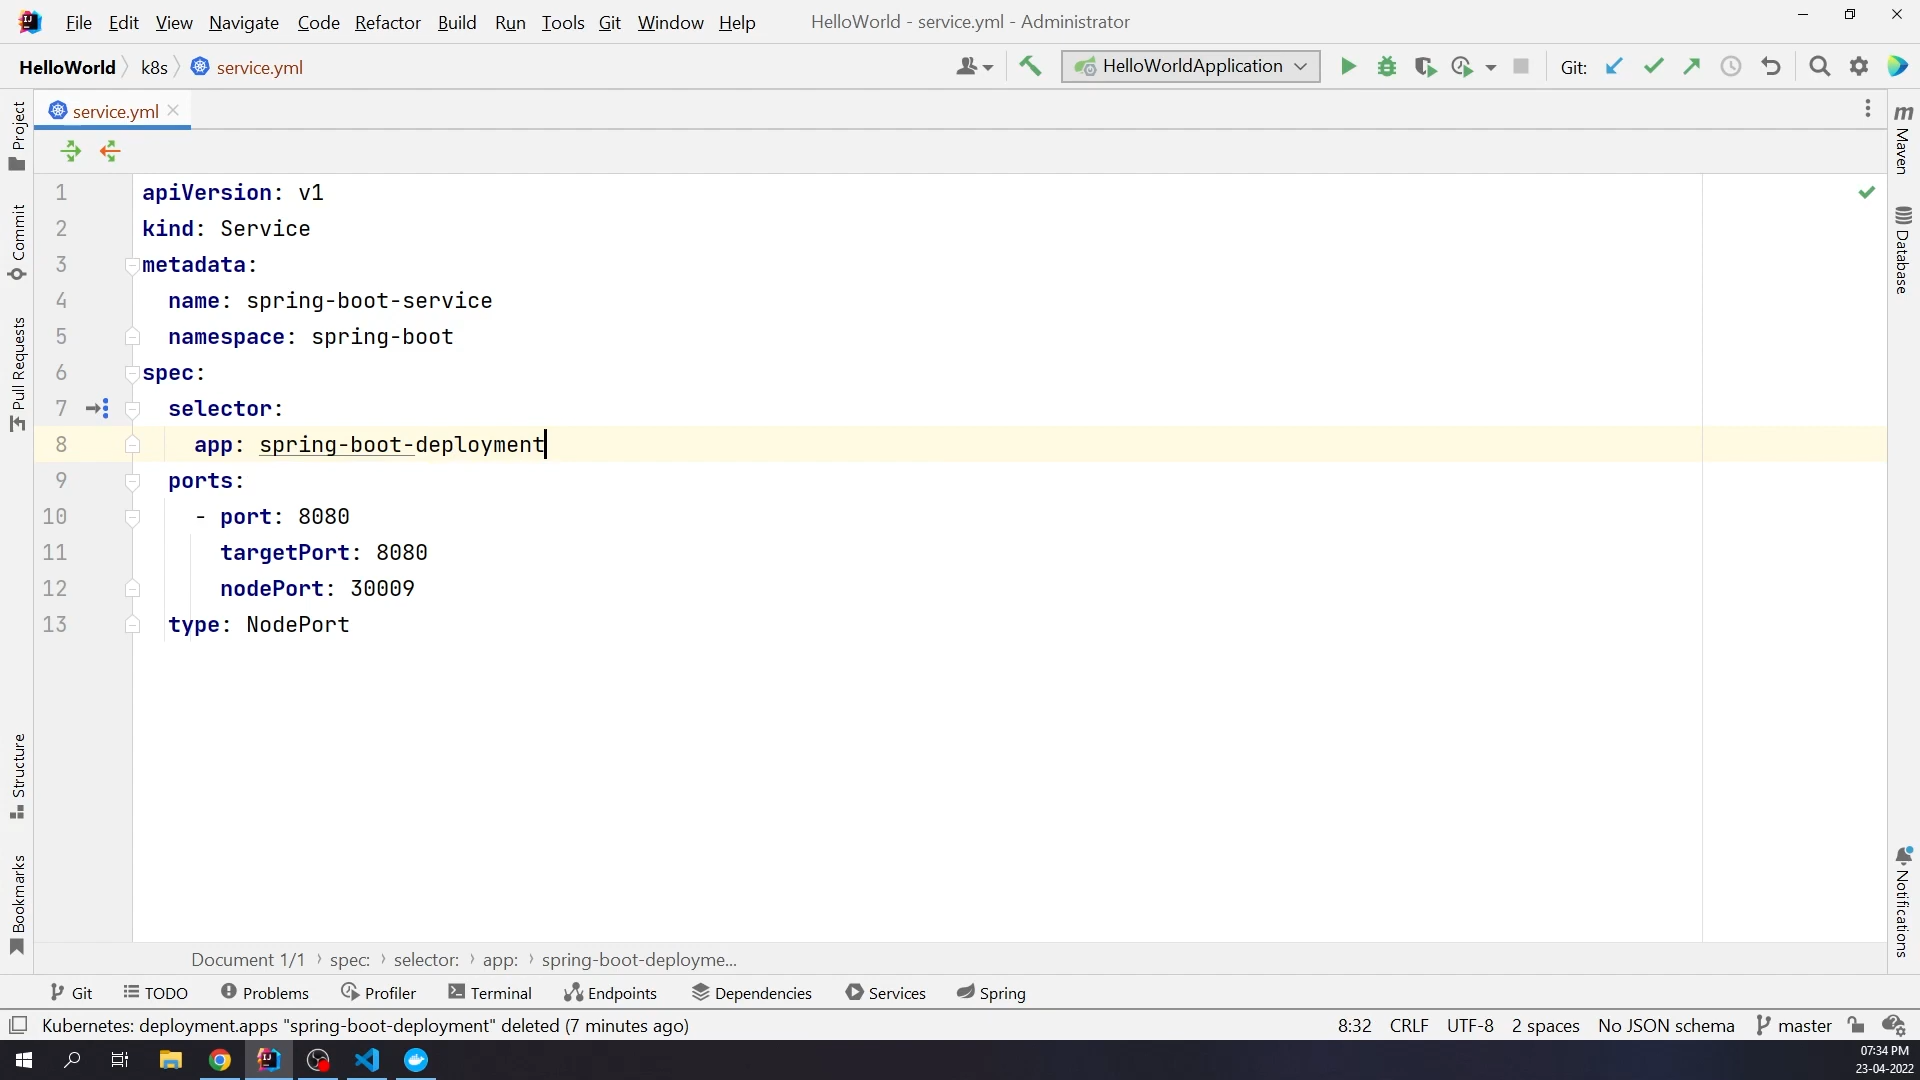 File Edit View Navigate Code Refactor Build Run Tools Git Window Help HelloWorld - service.yml - Administrator
HelloWorld k8s service.yml HelloWorldApplication Git:
service.yml
Project
Commit
Pull Requests
Structure
Bookmarks
1 apiVersion: v1
2 kind: Service
3 metadata:
4 name: spring-boot-service
5 namespace: spring-boot
6 spec:
7 selector:
8 app: spring-boot-deployment
9 ports:
10 - port: 8080
11 targetPort: 8080
12 nodePort: 30009
13 type: NodePort
m Maven
Database
Notifications
Document 1/1 › spec: › selector: › app: › spring-boot-deployme...
Git TODO Problems Profiler Terminal Endpoints Dependencies Services Spring
Kubernetes: deployment.apps "spring-boot-deployment" deleted (7 minutes ago) 8:32 CRLF UTF-8 2 spaces No JSON schema master
07:34 PM
23-04-2022